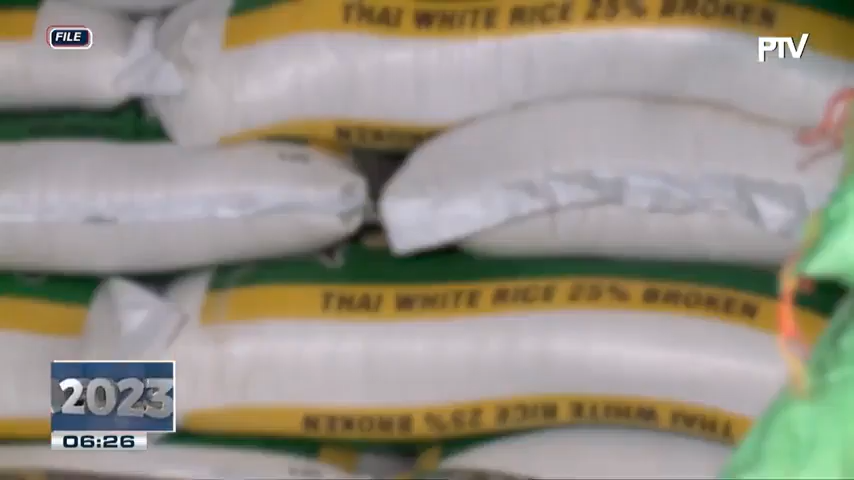 FILE
THAI WHITE RICE 25% BROKEN
PTV
BROKEN
THAI WHITE RICE 25% BROKEN
2023
THAI WHITE RICE 25% BROKEN
06:26